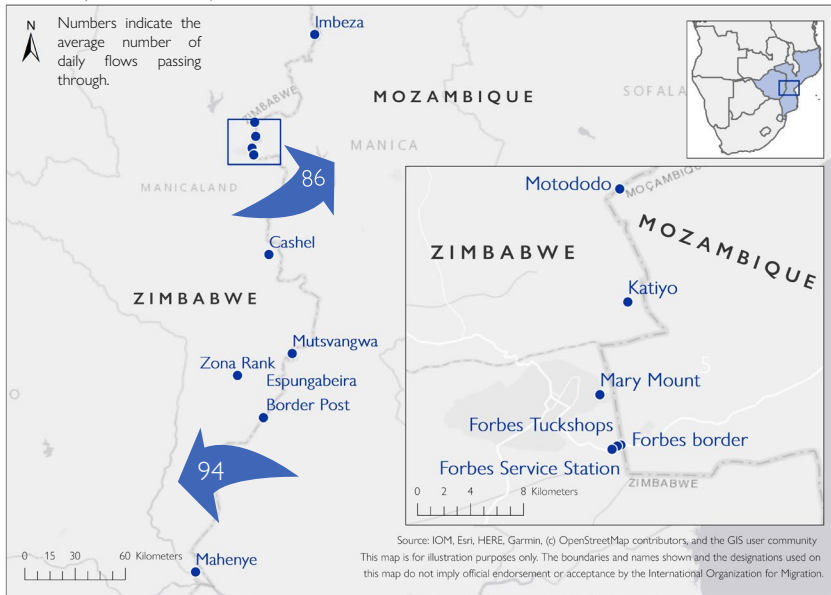 N
Numbers indicate the
average number of
daily flows passing
through.
Imbeza
ZIMBABWE
MOZAMBIQUE
SOFALA
MANICA
MANICALAND
86
Cashel
ZIMBABWE
Mutsvangwa
Zona Rank
Espungabeira
Border Post
94
Mahenye
0 15 30 60 Kilometers
Motododo
MOÇAMBIQUE
ZIMBABWE
MOZAMBIQUE
Katiyo
5
Mary Mount
Forbes Tuckshops
Forbes border
Forbes Service Station
ZIMBABWE
0 2 4 8 Kilometers
Source: IOM, Esri, HERE, Garmin, (c) OpenStreetMap contributors, and the GIS user community
This map is for illustration purposes only. The boundaries and names shown and the designations used on
this map do not imply official endorsement or acceptance by the International Organization for Migration.